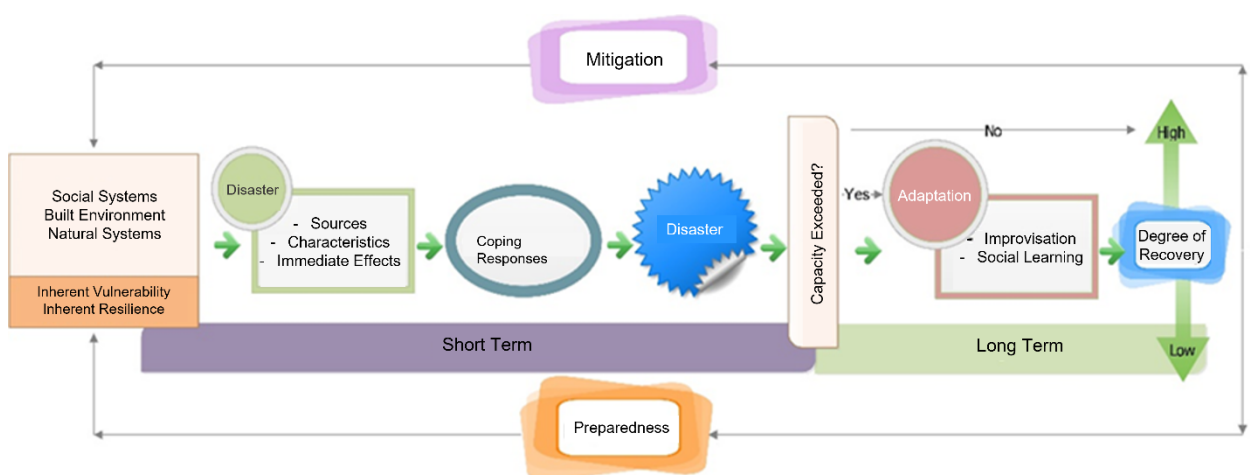 Mitigation
Social Systems
Built Environment
Natural Systems
Inherent Vulnerability
Inherent Resilience
Disaster
- Sources
- Characteristics
- Immediate Effects
Coping
Responses
Disaster
Capacity Exceeded?
No
Yes
Adaptation
- Improvisation
- Social Learning
High
Degree of
Recovery
Low
Short Term
Long Term
Preparedness